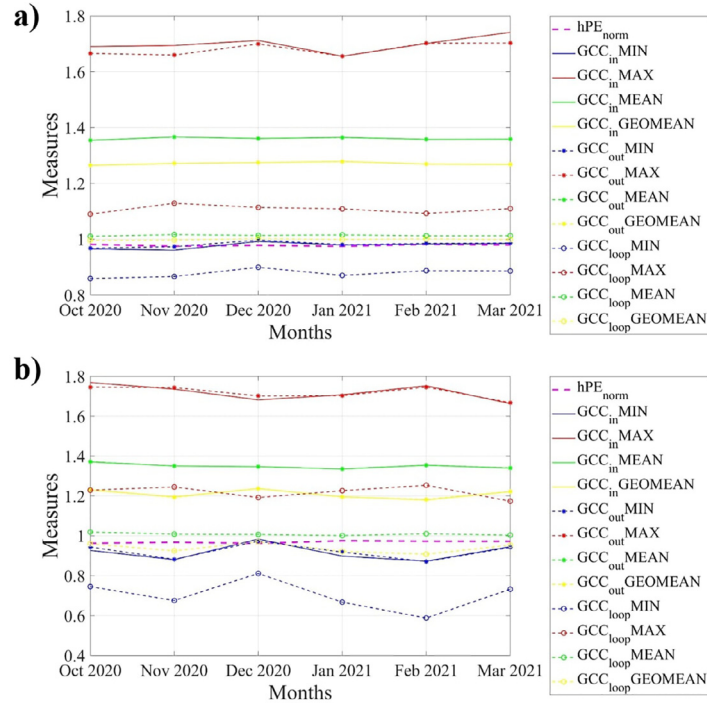 a)
1.8
1.6
1.4
1.2
1
0.8
Measures
Oct 2020 Nov 2020 Dec 2020 Jan 2021 Feb 2021 Mar 2021
Months
hPEnorm
GCCinMIN
GCCinMAX
GCCinMEAN
GCCinGEOMEAN
GCCoutMIN
GCCoutMAX
GCCoutMEAN
GCCoutGEOMEAN
GCCloopMIN
GCCloopMAX
GCCloopMEAN
GCCloopGEOMEAN
b)
1.8
1.6
1.4
1.2
1
0.8
0.6
0.4
Measures
Oct 2020 Nov 2020 Dec 2020 Jan 2021 Feb 2021 Mar 2021
Months
hPEnorm
GCCinMIN
GCCinMAX
GCCinMEAN
GCCinGEOMEAN
GCCoutMIN
GCCoutMAX
GCCoutMEAN
GCCoutGEOMEAN
GCCloopMIN
GCCloopMAX
GCCloopMEAN
GCCloopGEOMEAN